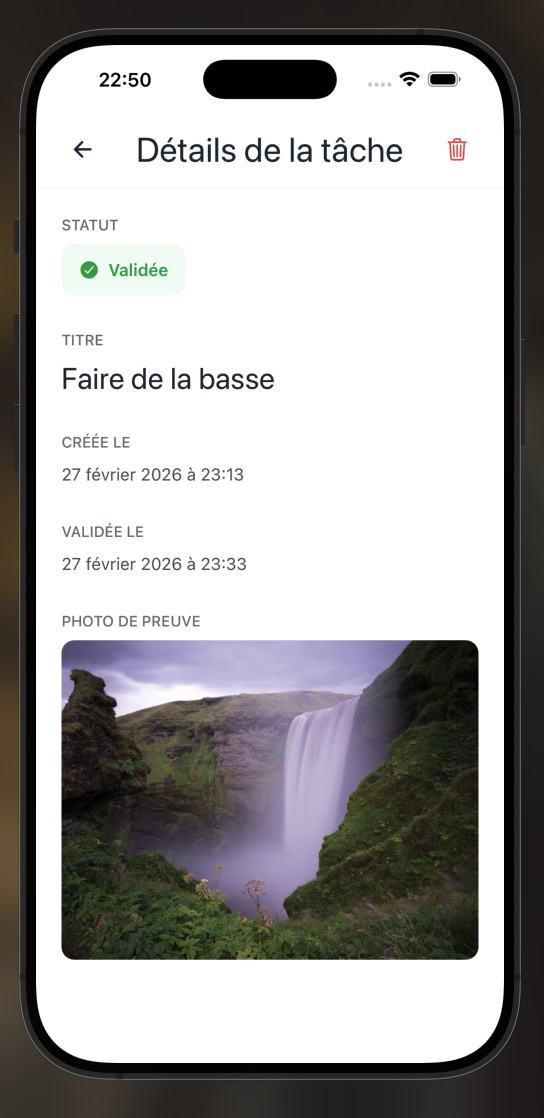 22:50
Détails de la tâche
STATUT
Validée
TITRE
Faire de la basse
CRÉÉE LE
27 février 2026 à 23:13
VALIDÉE LE
27 février 2026 à 23:33
PHOTO DE PREUVE